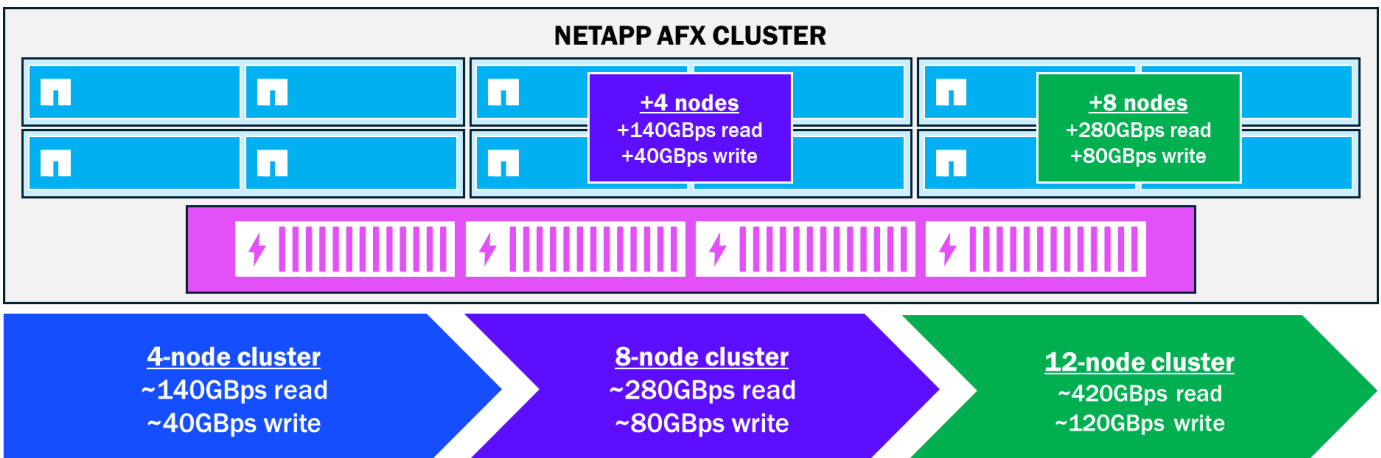 NETAPP AFX CLUSTER
+4 nodes
+140GBps read
+40GBps write
+8 nodes
+280GBps read
+80GBps write
4-node cluster
~140GBps read
~40GBps write
8-node cluster
~280GBps read
~80GBps write
12-node cluster
~420GBps read
~120GBps write